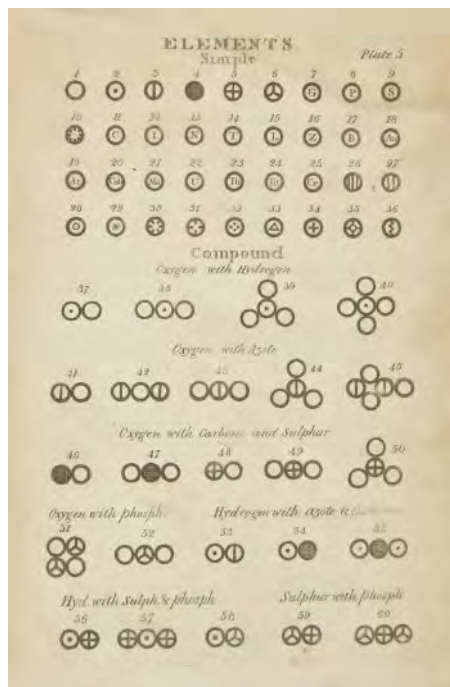 ELEMENTS
Simple
Plate 5
1 2 3 4 5 6 7 8 9
G P S
10 11 12 13 14 15 16 17 18
C I N T L Z B
19 20 21 22 23 24 25 26 27
Ar U Ce
28 29 30 31 32 33 34 35 36
Compound
Oxygen with Hydrogen
37 38 39 40
Oxygen with Azote
41 42 43 44 45
Oxygen with Carbone and Sulphur
46 47 48 49 50
Oxygen with phosph.
Hydrogen with Azote &
51 52 53 54 55
Hyd. with Sulph. & phosph
Sulphur with phosph
56 57 58 59 60